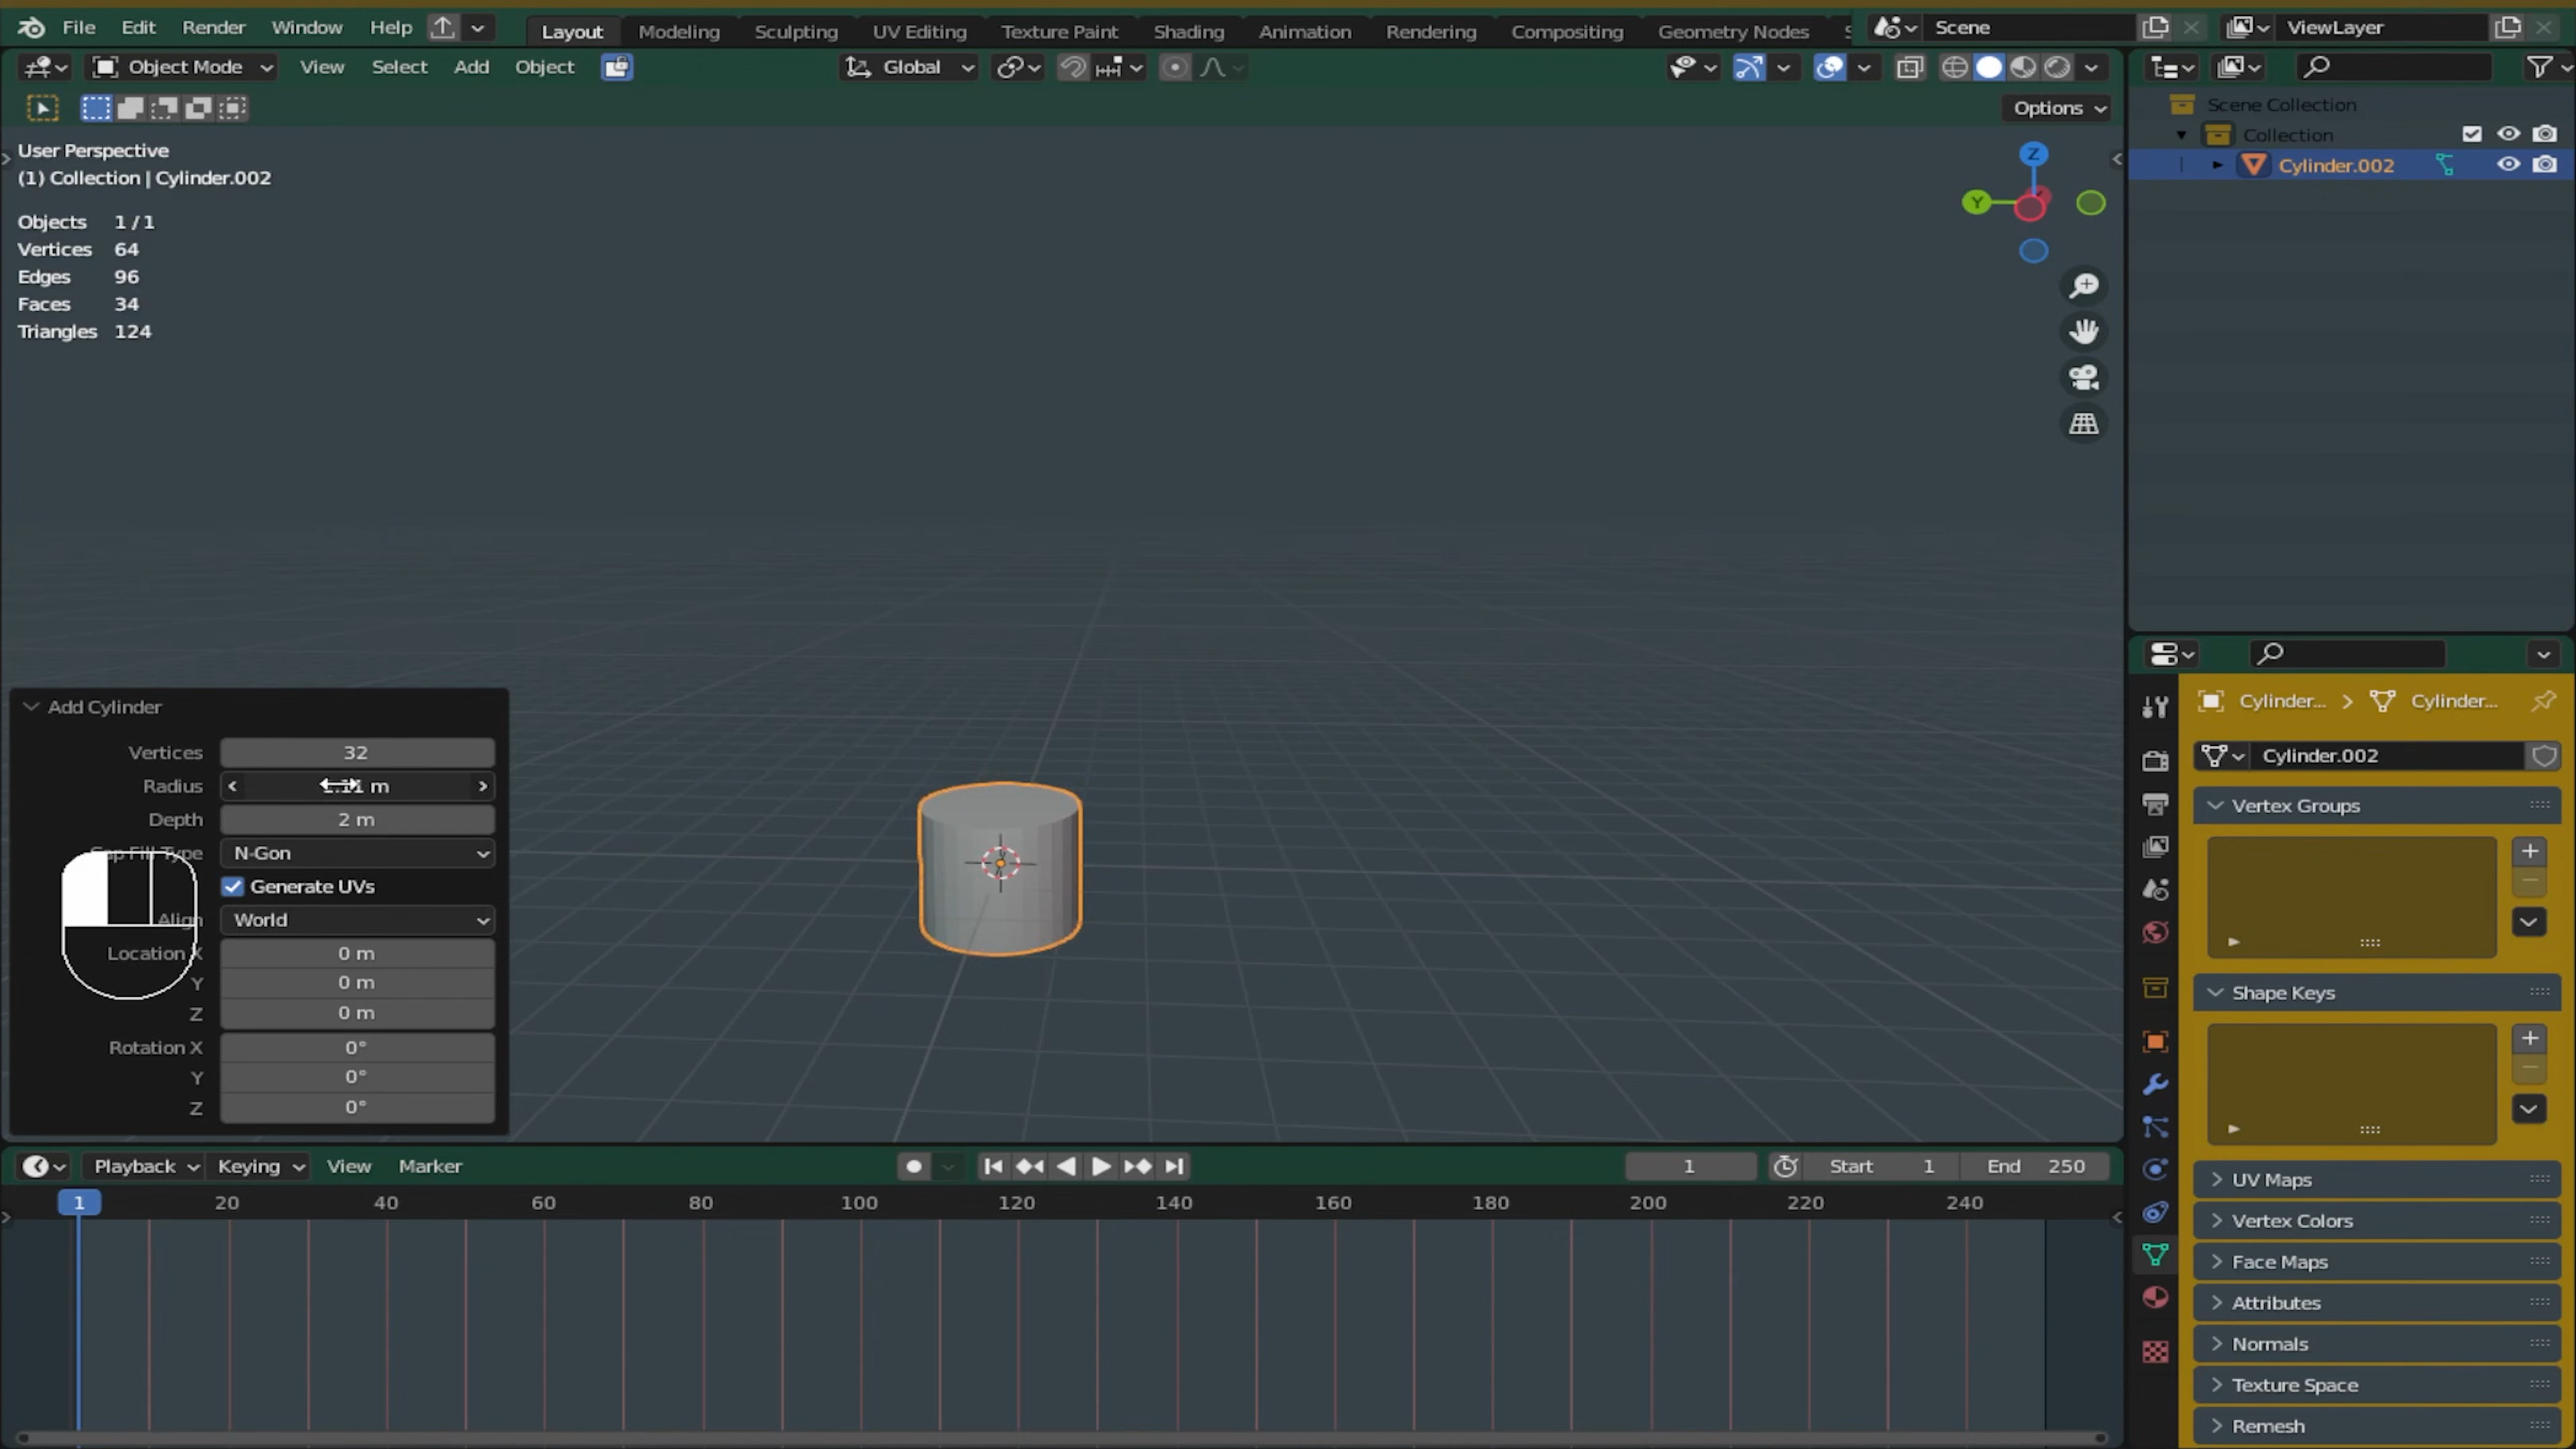 File Edit Render Window Help
Layout Modeling Sculpting UV Editing Texture Paint Shading Animation Rendering Compositing Geometry Nodes
Scene
ViewLayer
Object Mode View Select Add Object
Global
Options
User Perspective
(1) Collection | Cylinder.002
Objects 1 / 1
Vertices 64
Edges 96
Faces 34
Triangles 124
Z
Y
Scene Collection
Collection
Cylinder.002
Add Cylinder
Vertices 32
Radius m
Depth 2 m
Cap Fill Type N-Gon
Generate UVs
Align World
Location X 0 m
Y 0 m
Z 0 m
Rotation X 0°
Y 0°
Z 0°
Cylinder... > Cylinder...
Cylinder.002
Vertex Groups
Shape Keys
UV Maps
Vertex Colors
Face Maps
Attributes
Normals
Texture Space
Remesh
Playback Keying View Marker
1
Start 1
End 250
1 20 40 60 80 100 120 140 160 180 200 220 240